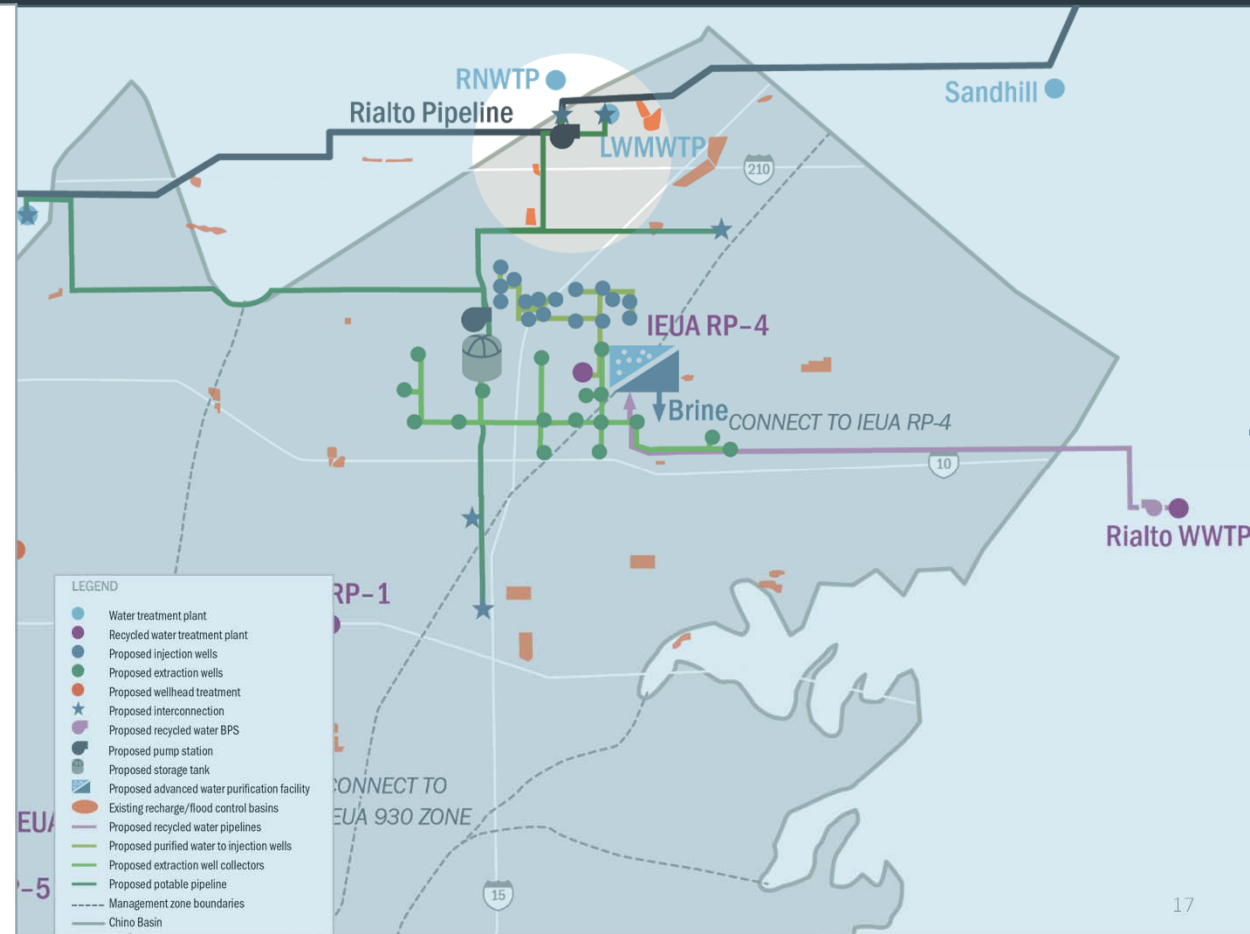 RNWTP
Rialto Pipeline
Sandhill
LWMWTP
210
IEUA RP-4
Brine
CONNECT TO IEUA RP-4
10
Rialto WWTP
RP-1
LEGEND
Water treatment plant
Recycled water treatment plant
Proposed injection wells
Proposed extraction wells
Proposed wellhead treatment
Proposed interconnection
Proposed recycled water BPS
Proposed pump station
Proposed storage tank
Proposed advanced water purification facility
Existing recharge/flood control basins
Proposed recycled water pipelines
Proposed purified water to injection wells
Proposed extraction well collectors
Proposed potable pipeline
Management zone boundaries
Chino Basin
ONNECT TO
EUA 930 ZONE
EUA
-5
15
17